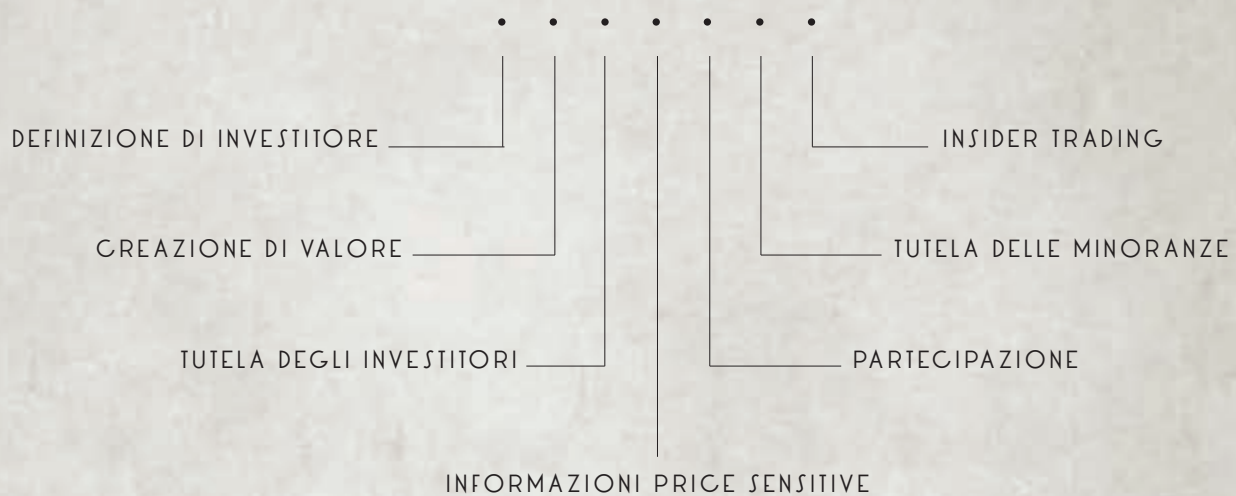 DEFINIZIONE DI INVESTITORE
INSIDER TRADING
CREAZIONE DI VALORE
TUTELA DELLE MINORANZE
TUTELA DEGLI INVESTITORI
PARTECIPAZIONE
INFORMAZIONI PRICE SENSITIVE